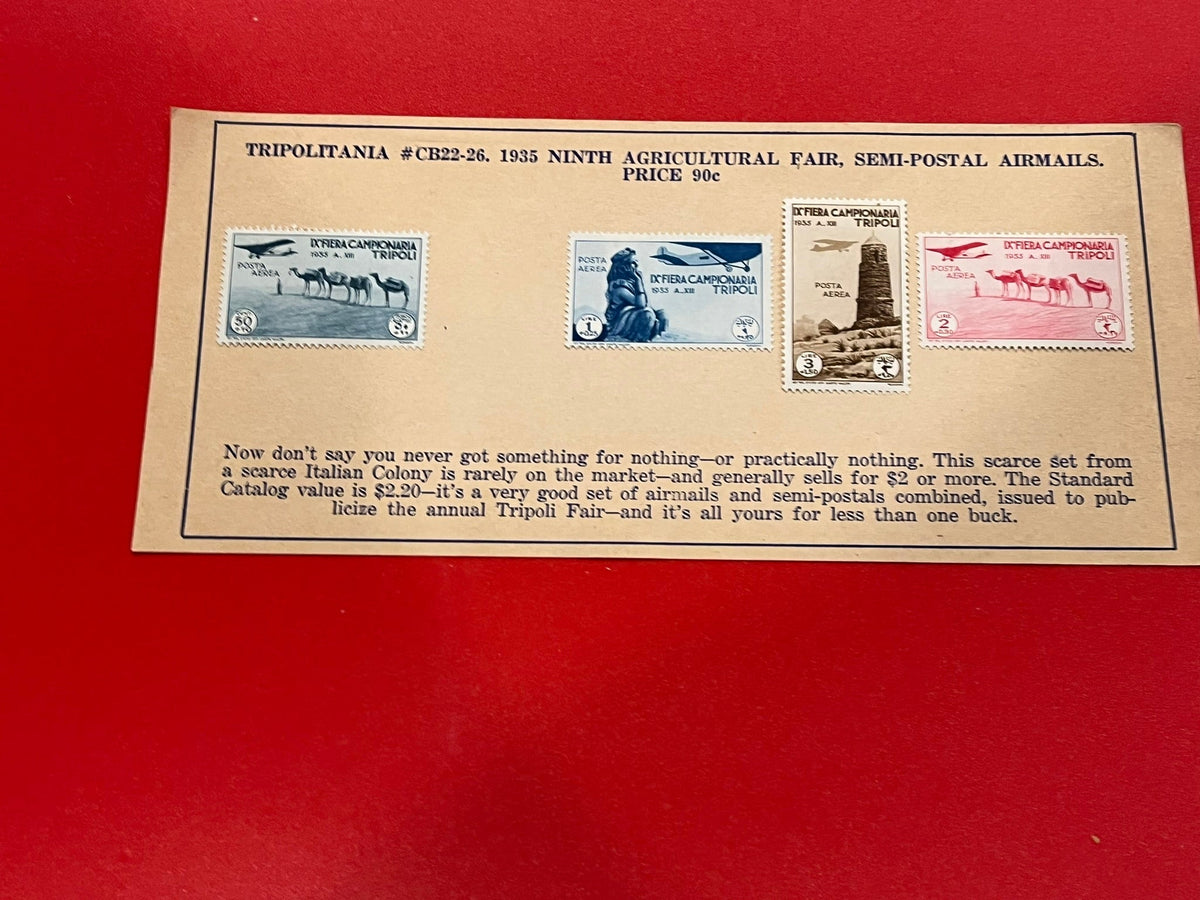 TRIPOLITANIA #CB22-26. 1935 NINTH AGRICULTURAL FAIR, SEMI-POSTAL AIRMAILS.
PRICE 90c
IXᵃ FIERA CAMPIONARIA
1935 A. XIII TRIPOLI
POSTA
AEREA
50
POSTA
AEREA
IXᵃ FIERA CAMPIONARIA
1935 A. XIII TRIPOLI
LIRE
1
IXᵃ FIERA CAMPIONARIA
1935 A. XIII TRIPOLI
POSTA
AEREA
LIRE
3
+1,50
IXᵃ FIERA CAMPIONARIA
1935 A. XIII TRIPOLI
POSTA
AEREA
LIRE
2
Now don't say you never got something for nothing—or practically nothing. This scarce set from
a scarce Italian Colony is rarely on the market—and generally sells for $2 or more. The Standard
Catalog value is $2.20—it's a very good set of airmails and semi-postals combined, issued to pub-
licize the annual Tripoli Fair—and it's all yours for less than one buck.